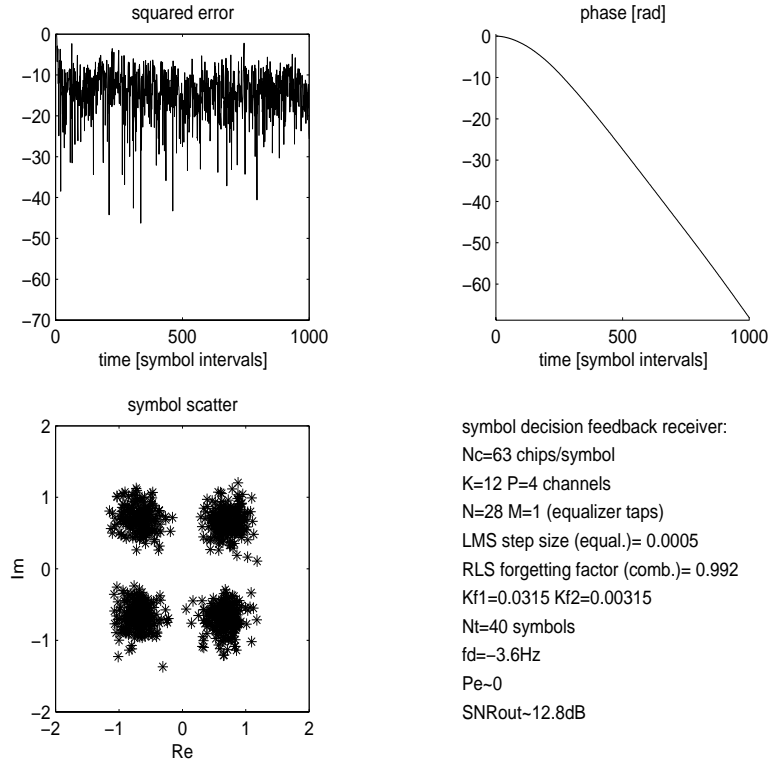 squared error
0
−10
−20
−30
−40
−50
−60
−70
0 500 1000
time [symbol intervals]
phase [rad]
0
−10
−20
−30
−40
−50
−60
0 500 1000
time [symbol intervals]
symbol scatter
2
1
0
−1
−2
Im
−2 −1 0 1 2
Re
symbol decision feedback receiver:
Nc=63 chips/symbol
K=12 P=4 channels
N=28 M=1 (equalizer taps)
LMS step size (equal.)= 0.0005
RLS forgetting factor (comb.)= 0.992
Kf1=0.0315 Kf2=0.00315
Nt=40 symbols
fd=−3.6Hz
Pe~0
SNRout~12.8dB